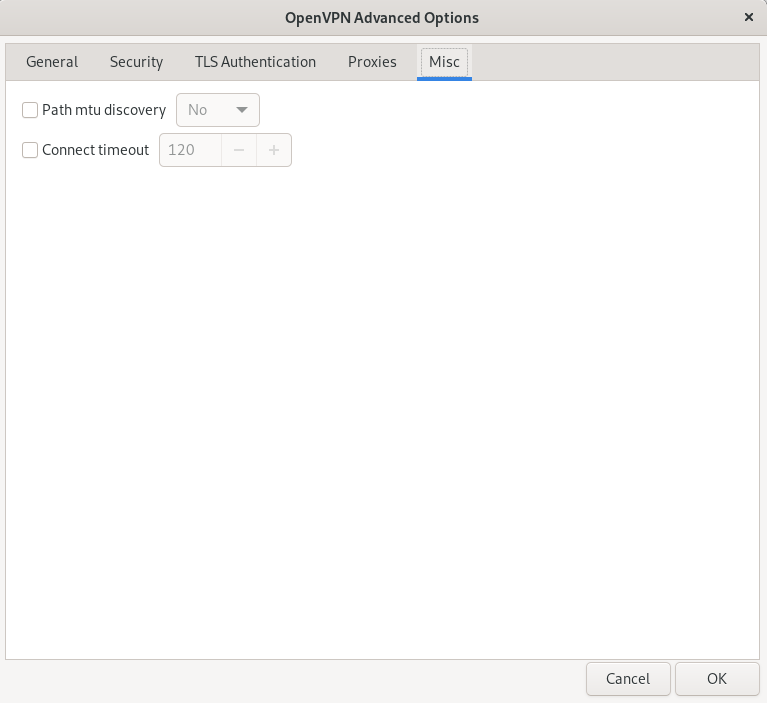 OpenVPN Advanced Options ×
General Security TLS Authentication Proxies Misc
Path mtu discovery No
Connect timeout 120 − +
Cancel OK